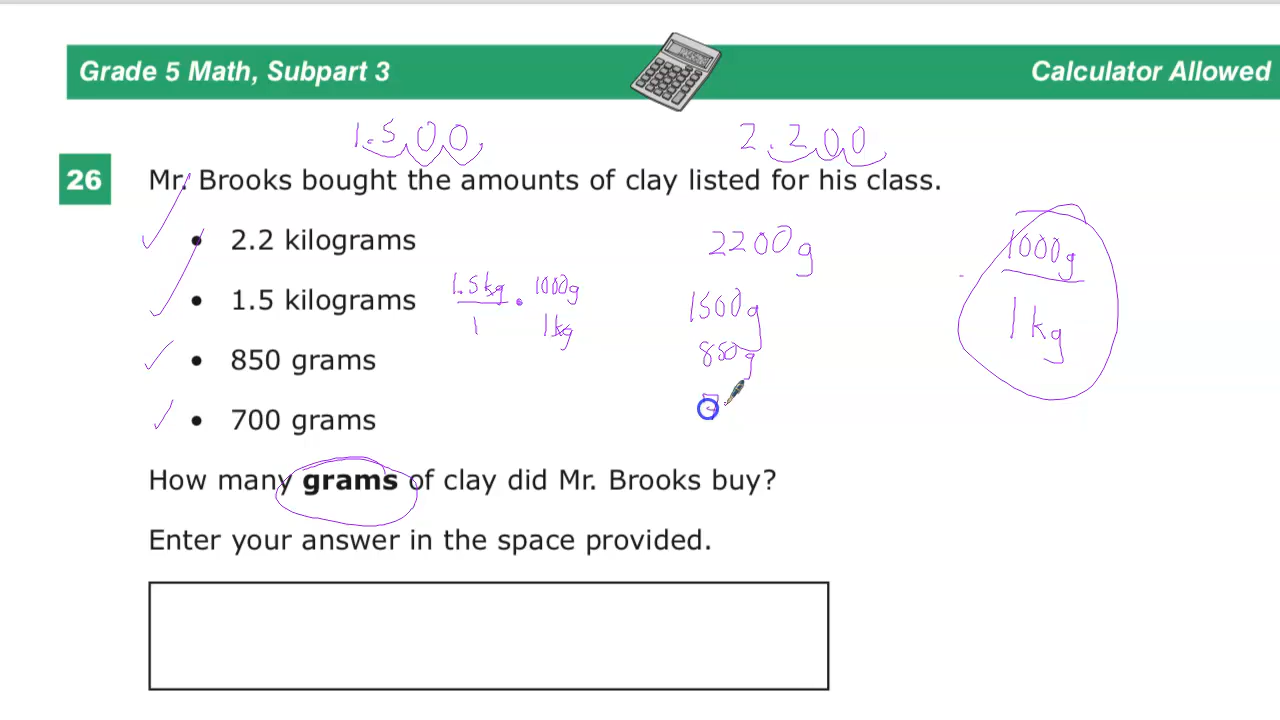 Grade 5 Math, Subpart 3
Calculator Allowed
1.500.
2.200
26 Mr. Brooks bought the amounts of clay listed for his class.
• 2.2 kilograms
2200g
1000g
1 kg
• 1.5 kilograms
1.5kg
1
•
1000g
1kg
1500g
• 850 grams
850g
• 700 grams
How many grams of clay did Mr. Brooks buy?
Enter your answer in the space provided.